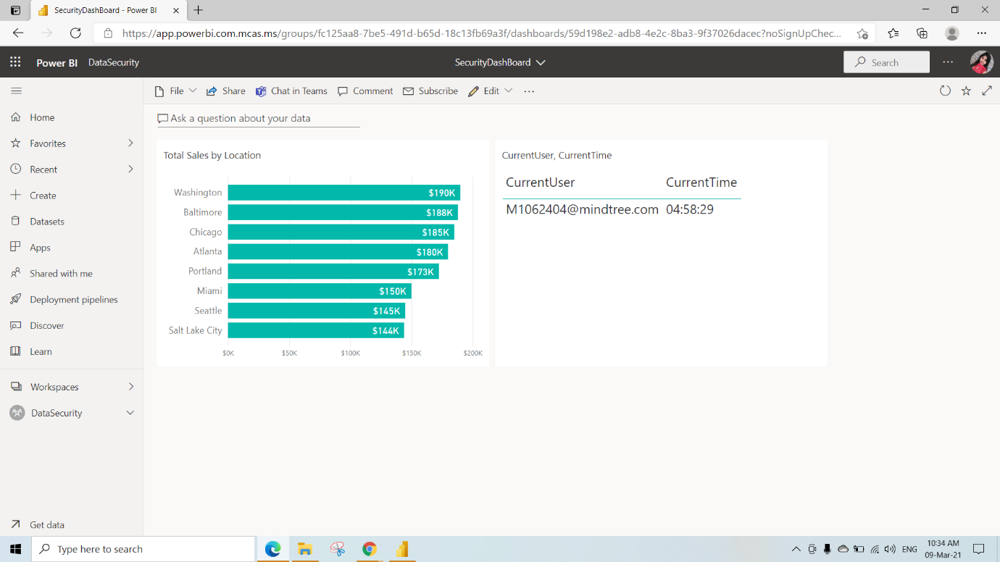 SecurityDashBoard - Power BI
https://app.powerbi.com.mcas.ms/groups/fc125aa8-7be5-491d-b65d-18c13fb69a3f/dashboards/59d198e2-adb8-4e2c-8ba3-9f37026dacec?noSignUpChec...
Power BI DataSecurity SecurityDashBoard Search
File Share Chat in Teams Comment Subscribe Edit
Home
Favorites
Recent
Create
Datasets
Apps
Shared with me
Deployment pipelines
Discover
Learn
Workspaces
DataSecurity
Get data
Ask a question about your data
Total Sales by Location
Washington $190K
Baltimore $188K
Chicago $185K
Atlanta $180K
Portland $173K
Miami $150K
Seattle $145K
Salt Lake City $144K
$0K $50K $100K $150K $200K
CurrentUser, CurrentTime
CurrentUser CurrentTime
M1062404@mindtree.com 04:58:29
Type here to search
ENG
10:34 AM
09-Mar-21